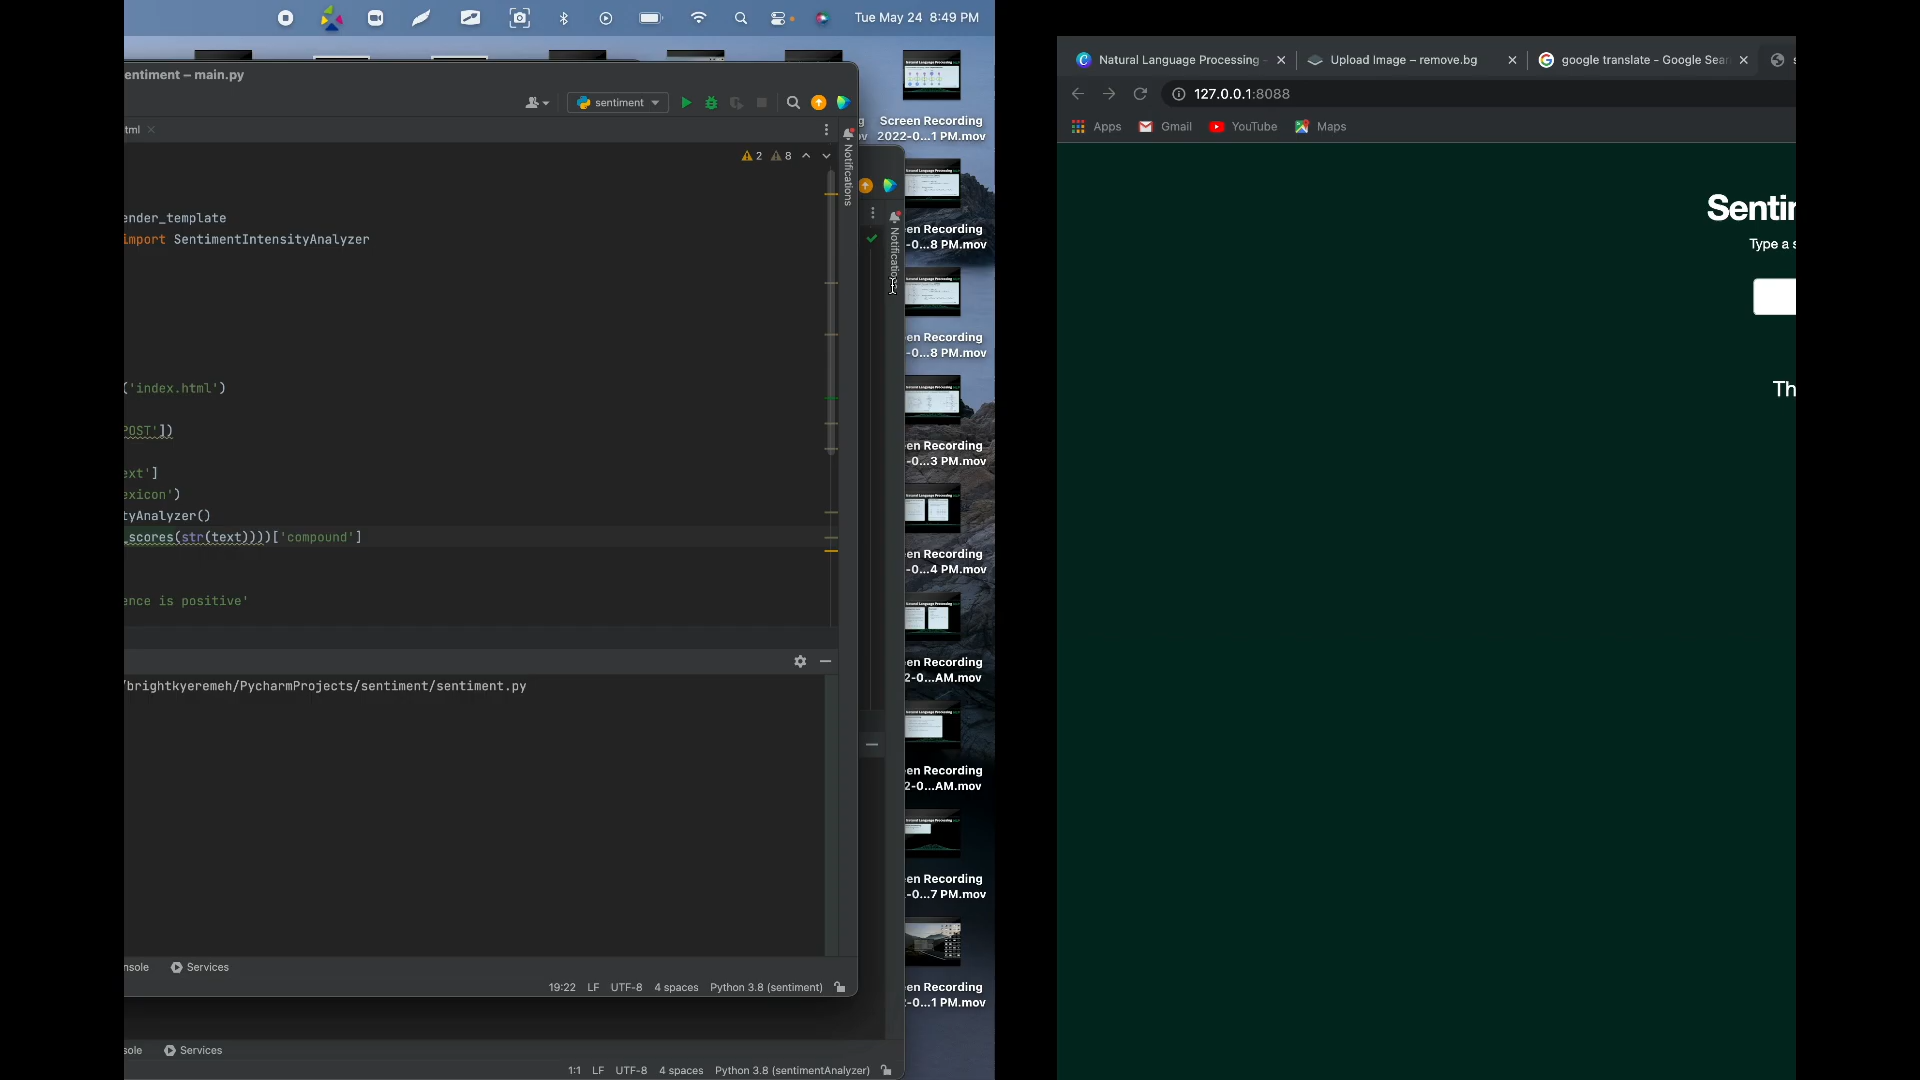 Tue May 24 8:49 PM
entiment – main.py
sentiment
tml
2 8
Notifications
ender_template
import SentimentIntensityAnalyzer
('index.html')
POST'])
ext']
exicon')
tyAnalyzer()
_scores(str(text))))['compound']
ence is positive'
/brightkyeremeh/PycharmProjects/sentiment/sentiment.py
nsole
Services
19:22 LF UTF-8 4 spaces Python 3.8 (sentiment)
Notifications
sole
Services
1:1 LF UTF-8 4 spaces Python 3.8 (sentimentAnalyzer)
Screen Recording
2022-0...1 PM.mov
en Recording
-0...8 PM.mov
en Recording
-0...8 PM.mov
en Recording
-0...3 PM.mov
en Recording
-0...4 PM.mov
en Recording
2-0...AM.mov
en Recording
2-0...AM.mov
en Recording
-0...7 PM.mov
en Recording
-0...1 PM.mov
Natural Language Processing -
Upload Image – remove.bg
google translate - Google Sear
127.0.0.1:8088
Apps
Gmail
YouTube
Maps
Sentim
Type a s
Th